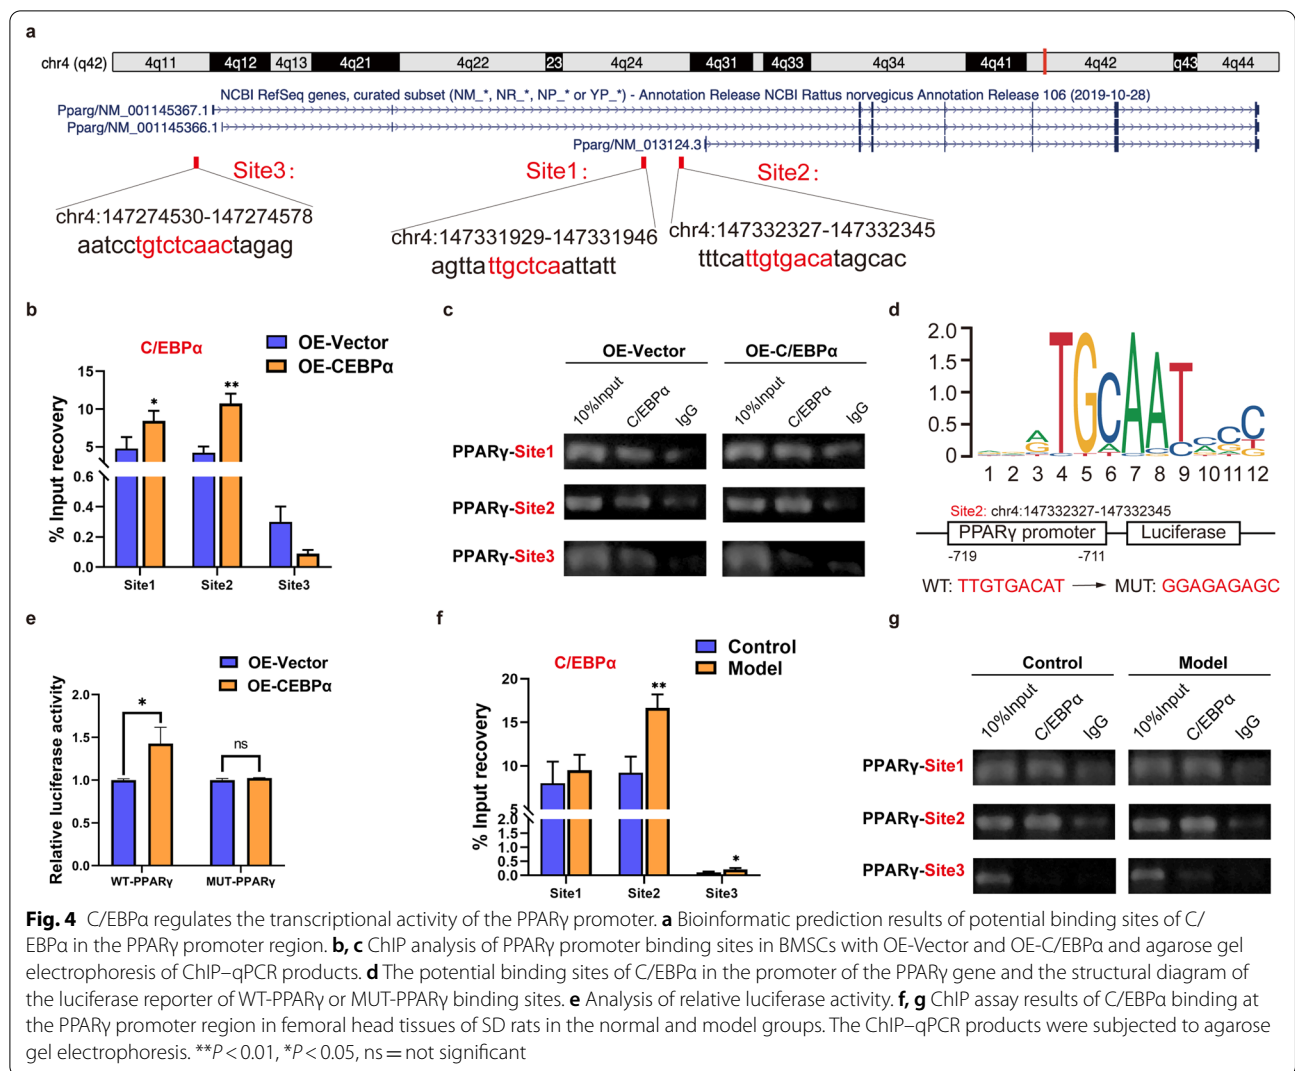 a
chr4 (q42) 4q11 4q12 4q13 4q21 4q22 23 4q24 4q31 4q33 4q34 4q41 4q42 q43 4q44
NCBI RefSeq genes, curated subset (NM_*, NR_*, NP_* or YP_*) - Annotation Release NCBI Rattus norvegicus Annotation Release 106 (2019-10-28)
Pparg/NM_001145367.1
Pparg/NM_001145366.1
Pparg/NM_013124.3
Site3: Site1: Site2:
chr4:147274530-147274578
aatcctgtctcaactagag
chr4:147331929-147331946
agttattgctcaattatt
chr4:147332327-147332345
tttcattgtgacatagcac
b
C/EBPα
OE-Vector
OE-CEBPα
% Input recovery
15
10
5
0.6
0.4
0.2
0.0
* **
Site1 Site2 Site3
c
OE-Vector OE-C/EBPα
10%Input C/EBPα IgG 10%Input C/EBPα IgG
PPARγ-Site1
PPARγ-Site2
PPARγ-Site3
d
2.0
1.5
1.0
0.5
0
TGCAAT
1 2 3 4 5 6 7 8 9 10 11 12
Site2: chr4:147332327-147332345
PPARγ promoter Luciferase
-719 -711
WT: TTGTGACAT MUT: GGAGAGAGC
e
OE-Vector
OE-CEBPα
Relative luciferase activity
2.0
1.5
1.0
0.5
0.0
* ns
WT-PPARγ MUT-PPARγ
f
C/EBPα
Control
Model
% Input recovery
20
15
10
5
2.0
1.5
1.0
0.5
0.0
** *
Site1 Site2 Site3
g
Control Model
10%Input C/EBPα IgG 10%Input C/EBPα IgG
PPARγ-Site1
PPARγ-Site2
PPARγ-Site3
Fig. 4 C/EBPα regulates the transcriptional activity of the PPARγ promoter. a Bioinformatic prediction results of potential binding sites of C/
EBPα in the PPARγ promoter region. b, c ChIP analysis of PPARγ promoter binding sites in BMSCs with OE-Vector and OE-C/EBPα and agarose gel
electrophoresis of ChIP–qPCR products. d The potential binding sites of C/EBPα in the promoter of the PPARγ gene and the structural diagram of
the luciferase reporter of WT-PPARγ or MUT-PPARγ binding sites. e Analysis of relative luciferase activity. f, g ChIP assay results of C/EBPα binding at
the PPARγ promoter region in femoral head tissues of SD rats in the normal and model groups. The ChIP–qPCR products were subjected to agarose
gel electrophoresis. **P < 0.01, *P < 0.05, ns = not significant